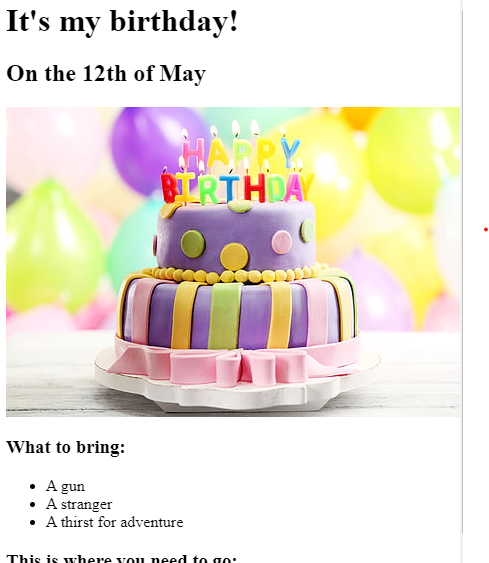 It's my birthday!
On the 12th of May
HAPPY
BIRTHDAY
What to bring:
A gun
A stranger
A thirst for adventure
This is where you need to go: